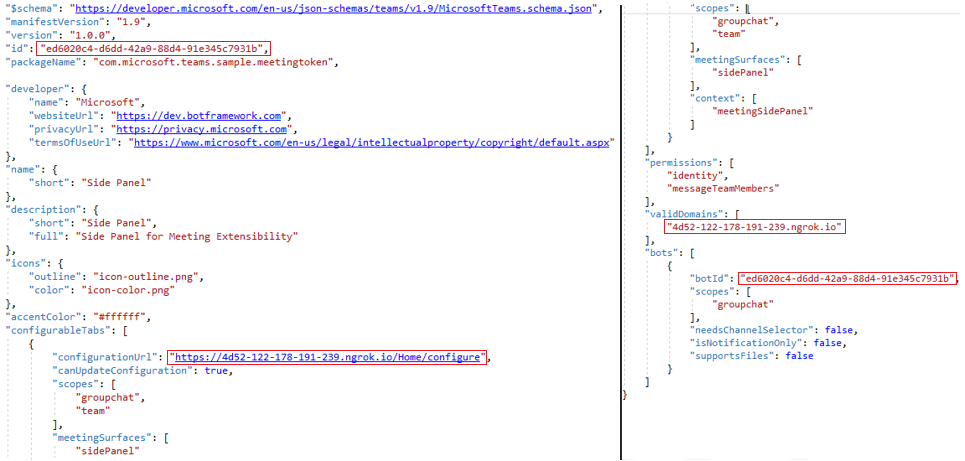 "$schema": "https://developer.microsoft.com/en-us/json-schemas/teams/v1.9/MicrosoftTeams.schema.json",
"manifestVersion": "1.9",
"version": "1.0.0",
"id": "ed6020c4-d6dd-42a9-88d4-91e345c7931b",
"packageName": "com.microsoft.teams.sample.meetingtoken",
"developer": {
"name": "Microsoft",
"websiteUrl": "https://dev.botframework.com",
"privacyUrl": "https://privacy.microsoft.com",
"termsOfUseUrl": "https://www.microsoft.com/en-us/legal/intellectualproperty/copyright/default.aspx"
},
"name": {
"short": "Side Panel"
},
"description": {
"short": "Side Panel",
"full": "Side Panel for Meeting Extensibility"
},
"icons": {
"outline": "icon-outline.png",
"color": "icon-color.png"
},
"accentColor": "#ffffff",
"configurableTabs": [
{
"configurationUrl": "https://4d52-122-178-191-239.ngrok.io/Home/configure",
"canUpdateConfiguration": true,
"scopes": [
"groupchat",
"team"
],
"meetingSurfaces": [
"sidePanel"
"scopes": [
"groupchat",
"team"
],
"meetingSurfaces": [
"sidePanel"
],
"context": [
"meetingSidePanel"
]
}
],
"permissions": [
"identity",
"messageTeamMembers"
],
"validDomains": [
"4d52-122-178-191-239.ngrok.io"
],
"bots": [
{
"botId": "ed6020c4-d6dd-42a9-88d4-91e345c7931b",
"scopes": [
"groupchat"
],
"needsChannelSelector": false,
"isNotificationOnly": false,
"supportsFiles": false
}
]
}